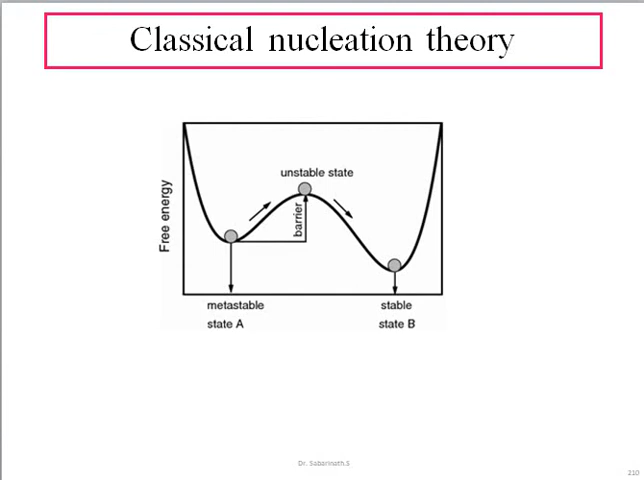 Classical nucleation theory
unstable state
Free energy
barrier
metastable
state A
stable
state B
Dr. Sabarinath.S
210